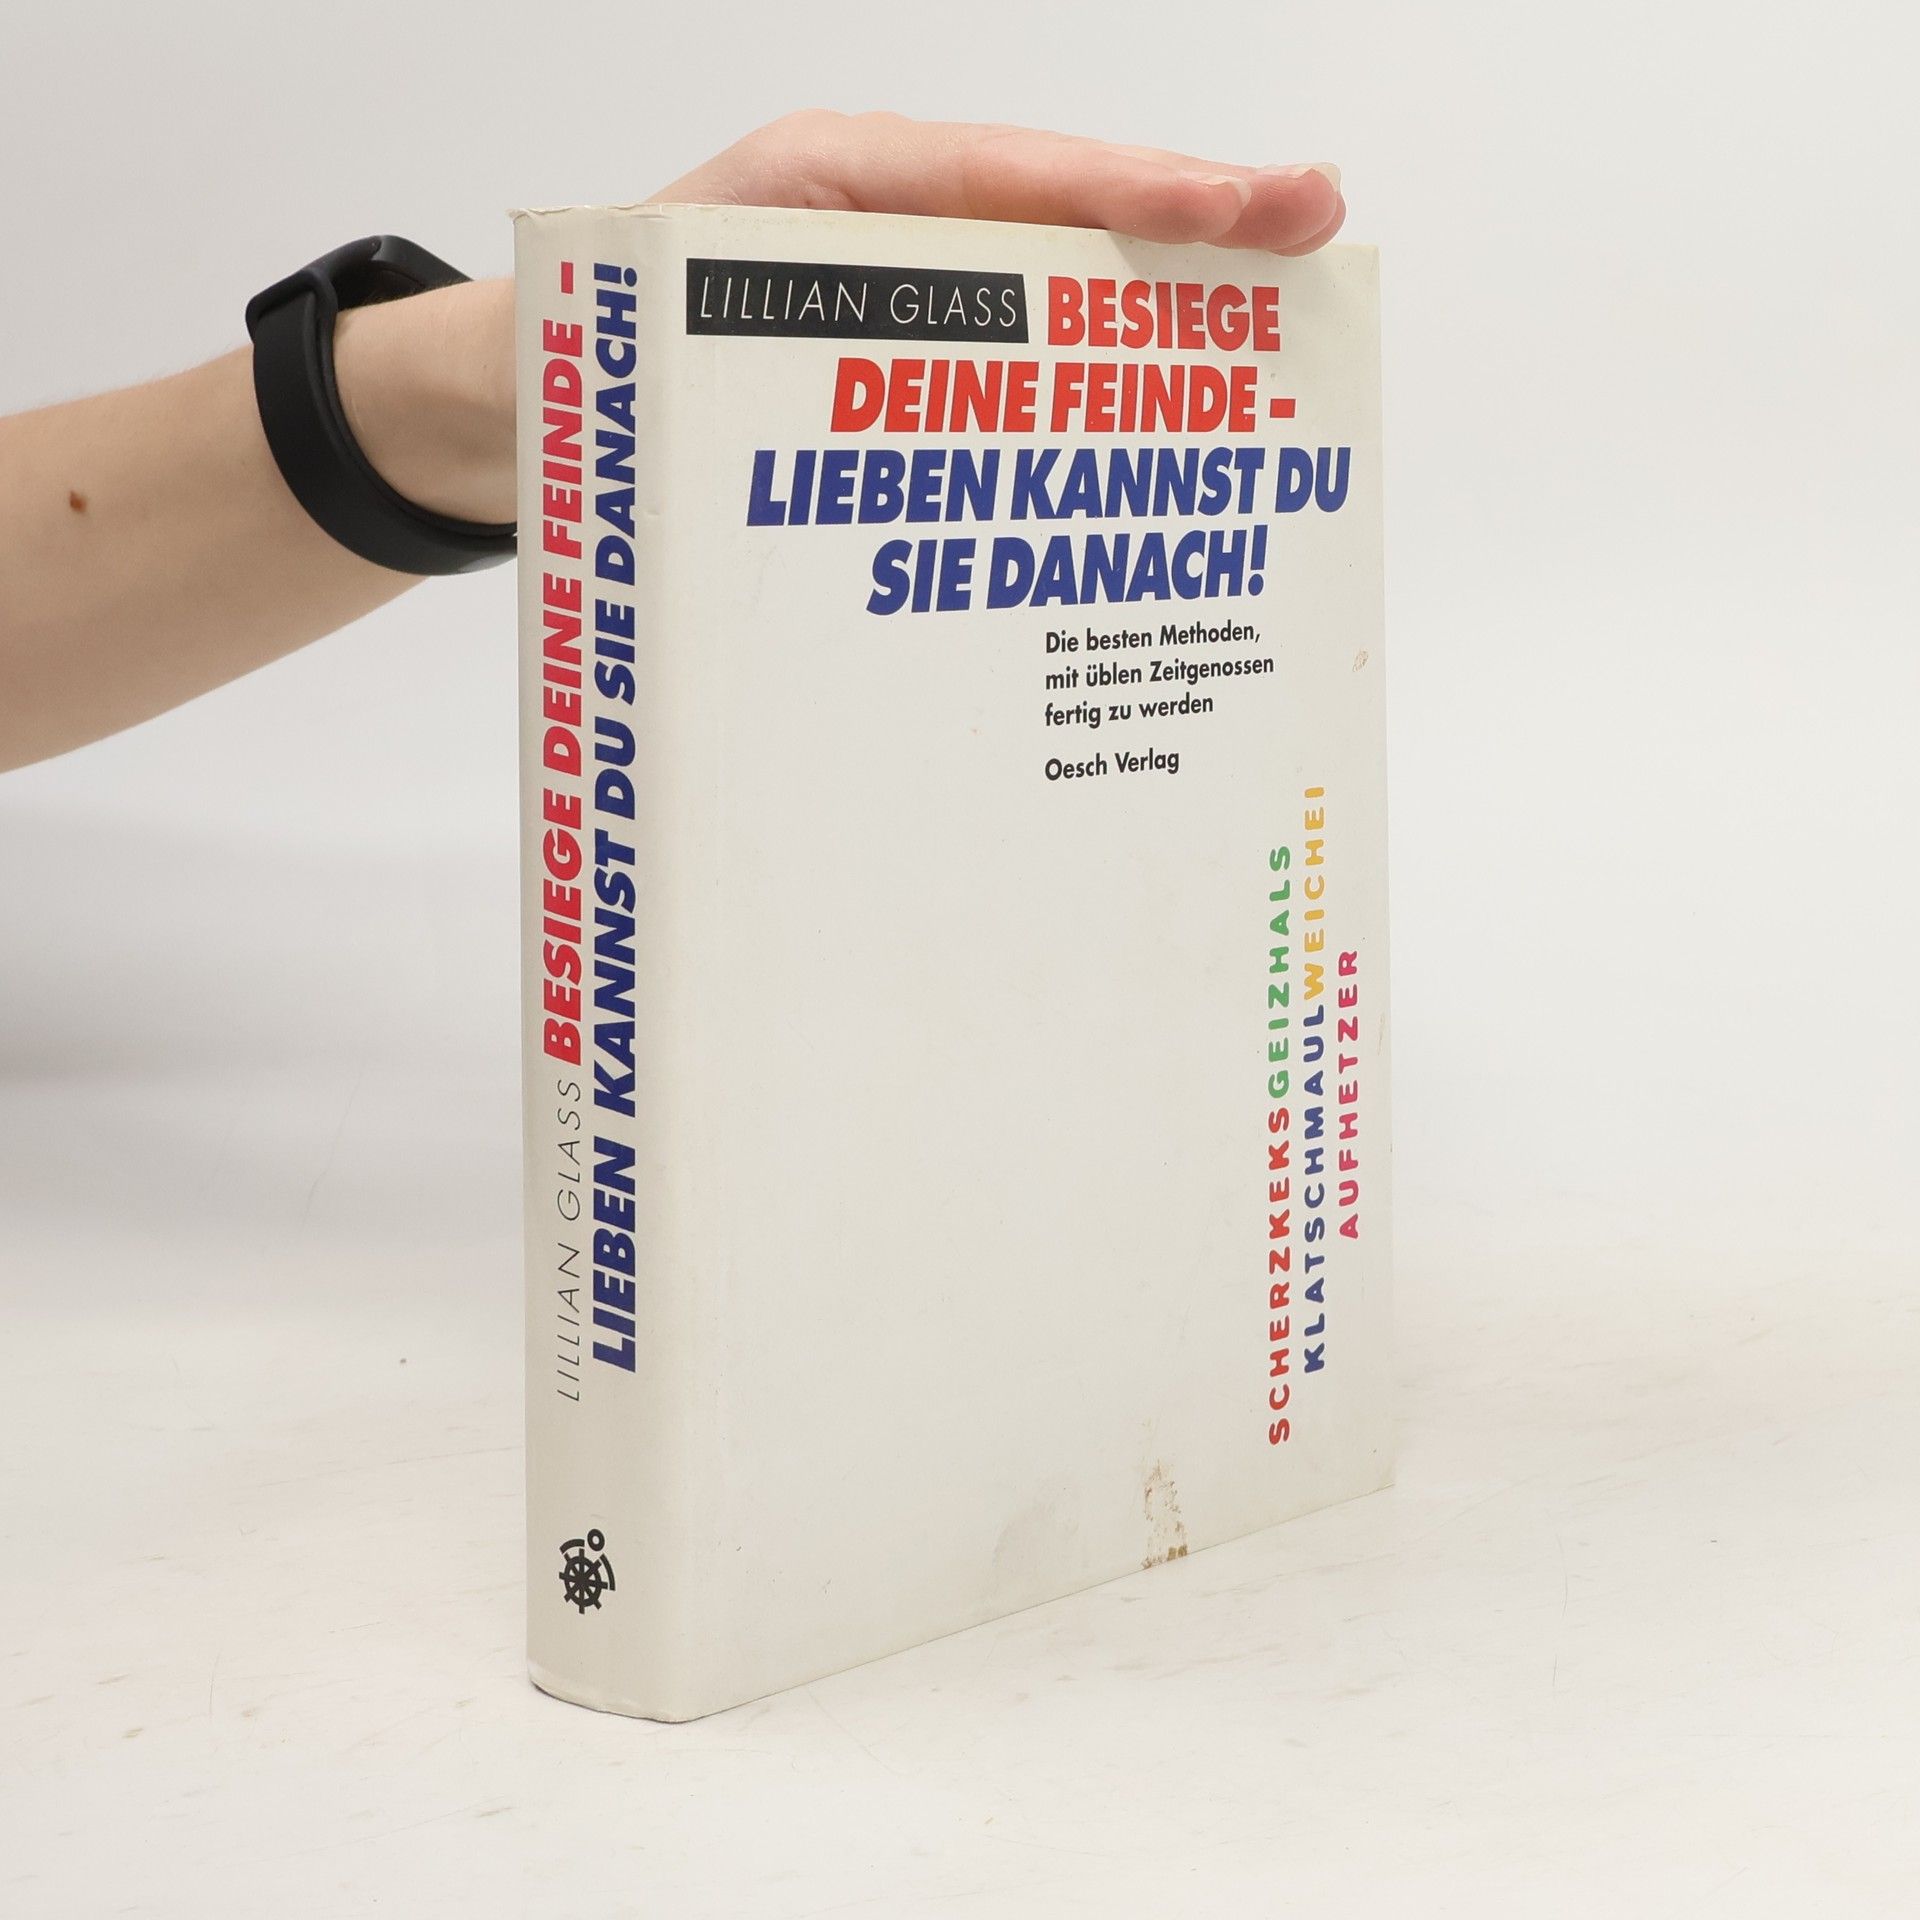 LILLIAN GLASS BESIEGE DEINE FEINDE –
LIEBEN KANNST DU SIE DANACH!
LILLIAN GLASS BESIEGE
DEINE FEINDE –
LIEBEN KANNST DU
SIE DANACH!
Die besten Methoden,
mit üblen Zeitgenossen
fertig zu werden
Oesch Verlag
SCHERZKEKSGEIZHALS
KLATSCHMAULWEICHEI
AUFHETZER